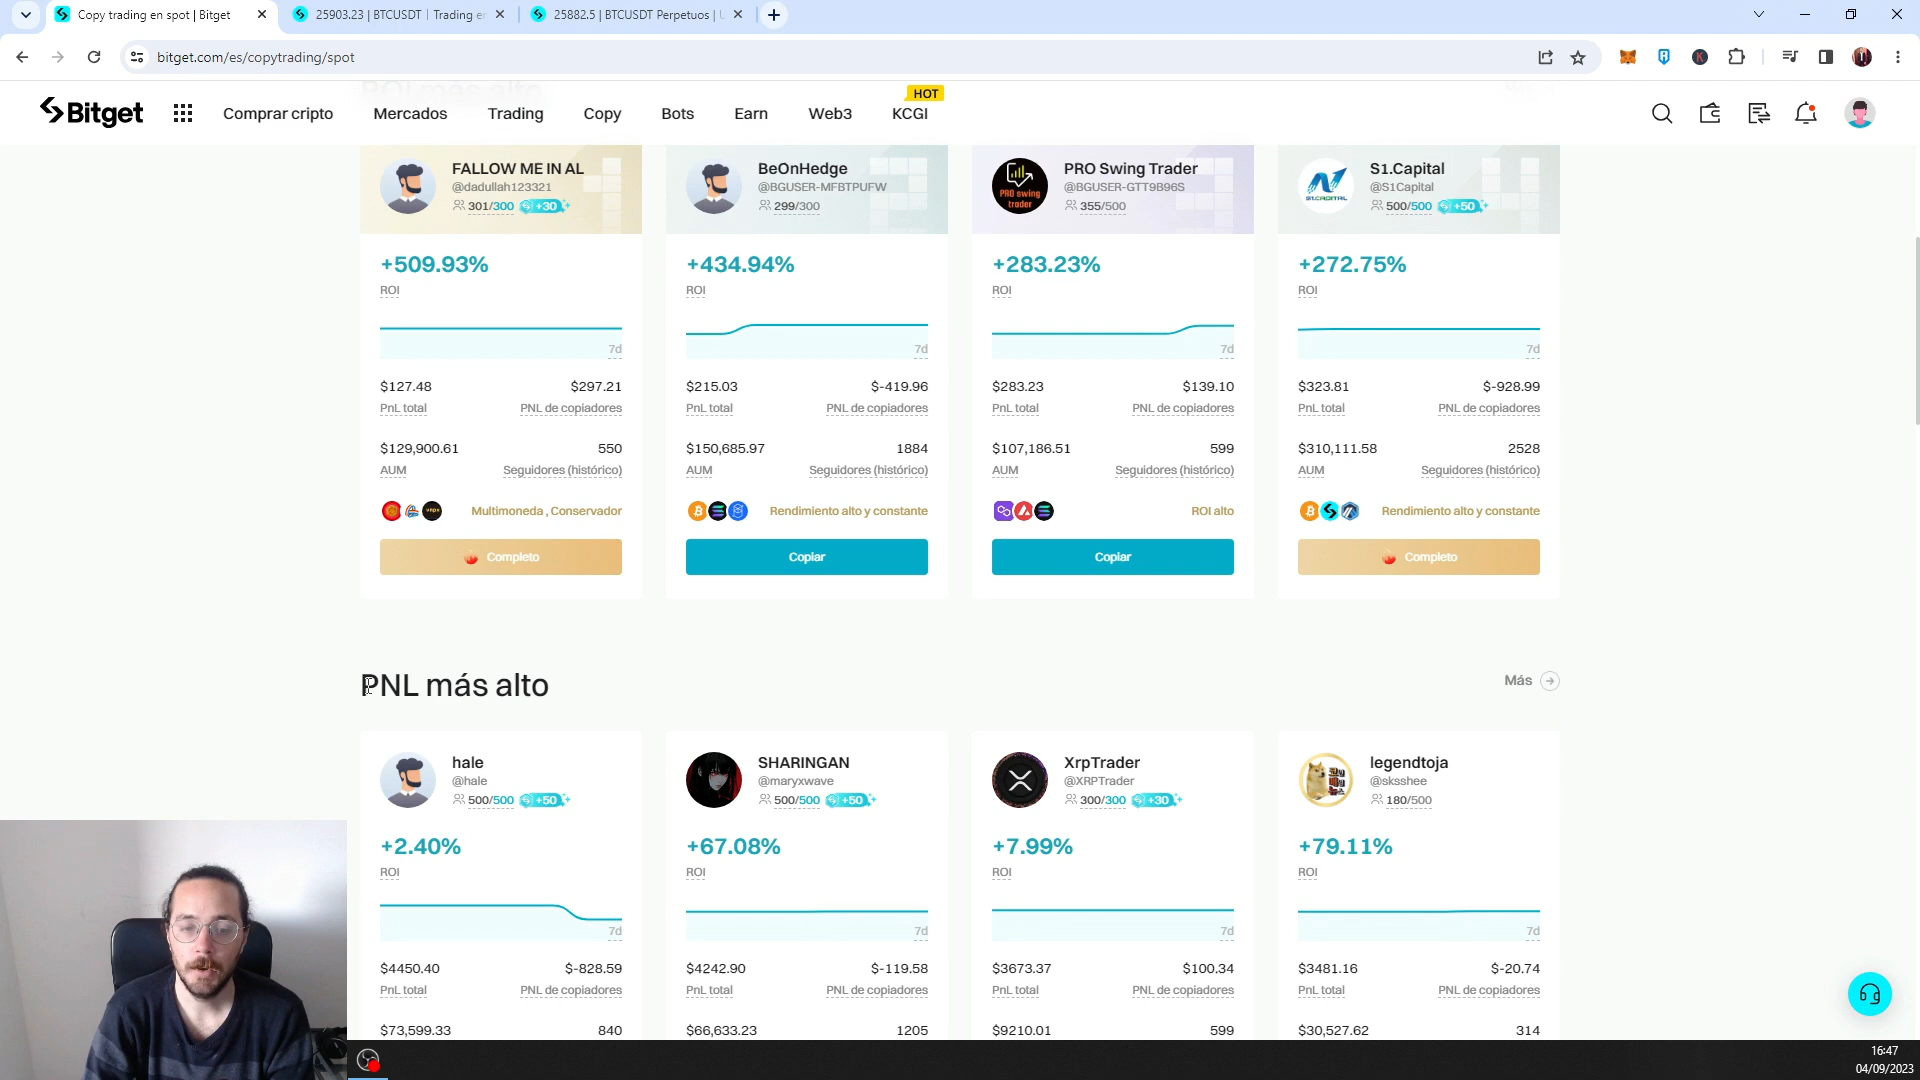 Copy trading en spot | Bitget
25903.23 | BTCUSDT | Trading en
25882.5 | BTCUSDT Perpetuos | U
bitget.com/es/copytrading/spot
ROI más alto
Bitget
Comprar cripto
Mercados
Trading
Copy
Bots
Earn
Web3
KCGI
HOT
FALLOW ME IN AL
@dadullah123321
301/300 +30
BeOnHedge
@BGUSER-MFBTPUFW
299/300
PRO swing trader
PRO Swing Trader
@BGUSER-GTT9B96S
355/500
S1.CAPITAL
S1.Capital
@S1Capital
500/500 +50
+509.93%
ROI
+434.94%
ROI
+283.23%
ROI
+272.75%
ROI
7d
7d
7d
7d
$127.48 $297.21
PnL total PNL de copiadores
$215.03 $-419.96
PnL total PNL de copiadores
$283.23 $139.10
PnL total PNL de copiadores
$323.81 $-928.99
PnL total PNL de copiadores
$129,900.61 550
AUM Seguidores (histórico)
$150,685.97 1884
AUM Seguidores (histórico)
$107,186.51 599
AUM Seguidores (histórico)
$310,111.58 2528
AUM Seguidores (histórico)
Multimoneda , Conservador
Rendimiento alto y constante
ROI alto
Rendimiento alto y constante
Completo
Copiar
Copiar
Completo
PNL más alto
Más
hale
@hale
500/500 +50
SHARINGAN
@maryxwave
500/500 +50
XrpTrader
@XRPTrader
300/300 +30
legendtoja
@sksshee
180/500
+2.40%
ROI
+67.08%
ROI
+7.99%
ROI
+79.11%
ROI
7d
7d
7d
7d
$4450.40 $-828.59
PnL total PNL de copiadores
$4242.90 $-119.58
PnL total PNL de copiadores
$3673.37 $100.34
PnL total PNL de copiadores
$3481.16 $-20.74
PnL total PNL de copiadores
$73,599.33 840
$66,633.23 1205
$9210.01 599
$30,527.62 314
16:47
04/09/2023